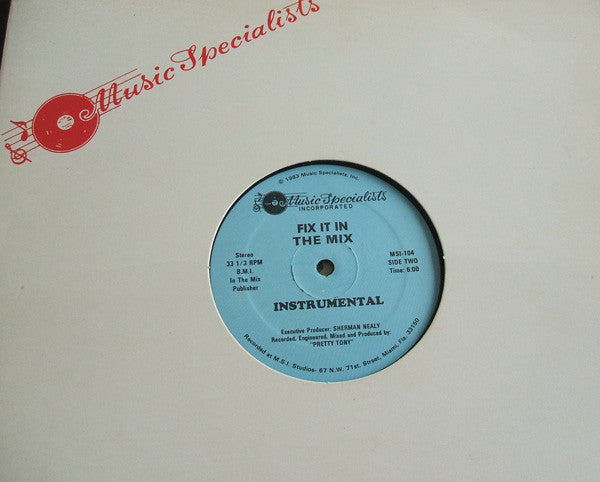 Music Specialists
© 1983 Music Specialists, Inc.
Music Specialists
INCORPORATED
FIX IT IN
THE MIX
Stereo
33 1/3 RPM
B.M.I.
In The Mix
Publisher
MSI-104
SIDE TWO
Time: 6:00
INSTRUMENTAL
Executive Producer: SHERMAN NEALY
Recorded, Engineered, Mixed and Produced by:
"PRETTY TONY"
Recorded at M.S.I. Studios- 67 N.W. 71st. Street, Miami, Fla. 33150